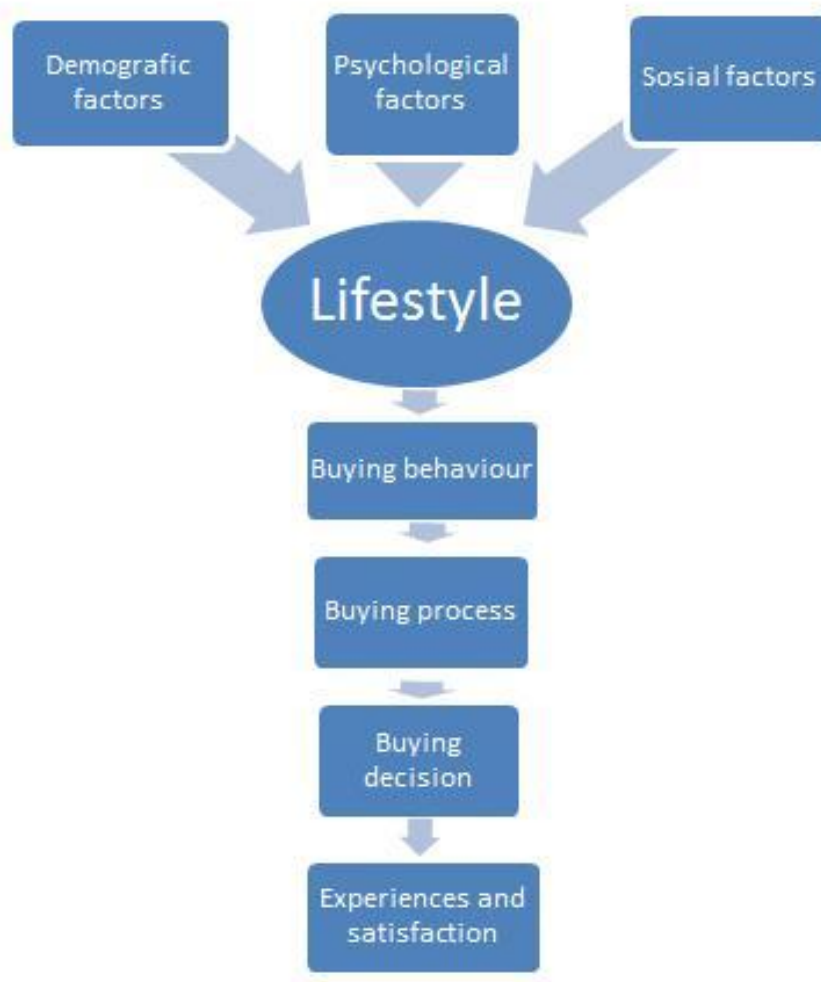 Demografic
factors
Psychological
factors
Sosial factors
Lifestyle
Buying behaviour
Buying process
Buying
decision
Experiences and
satisfaction